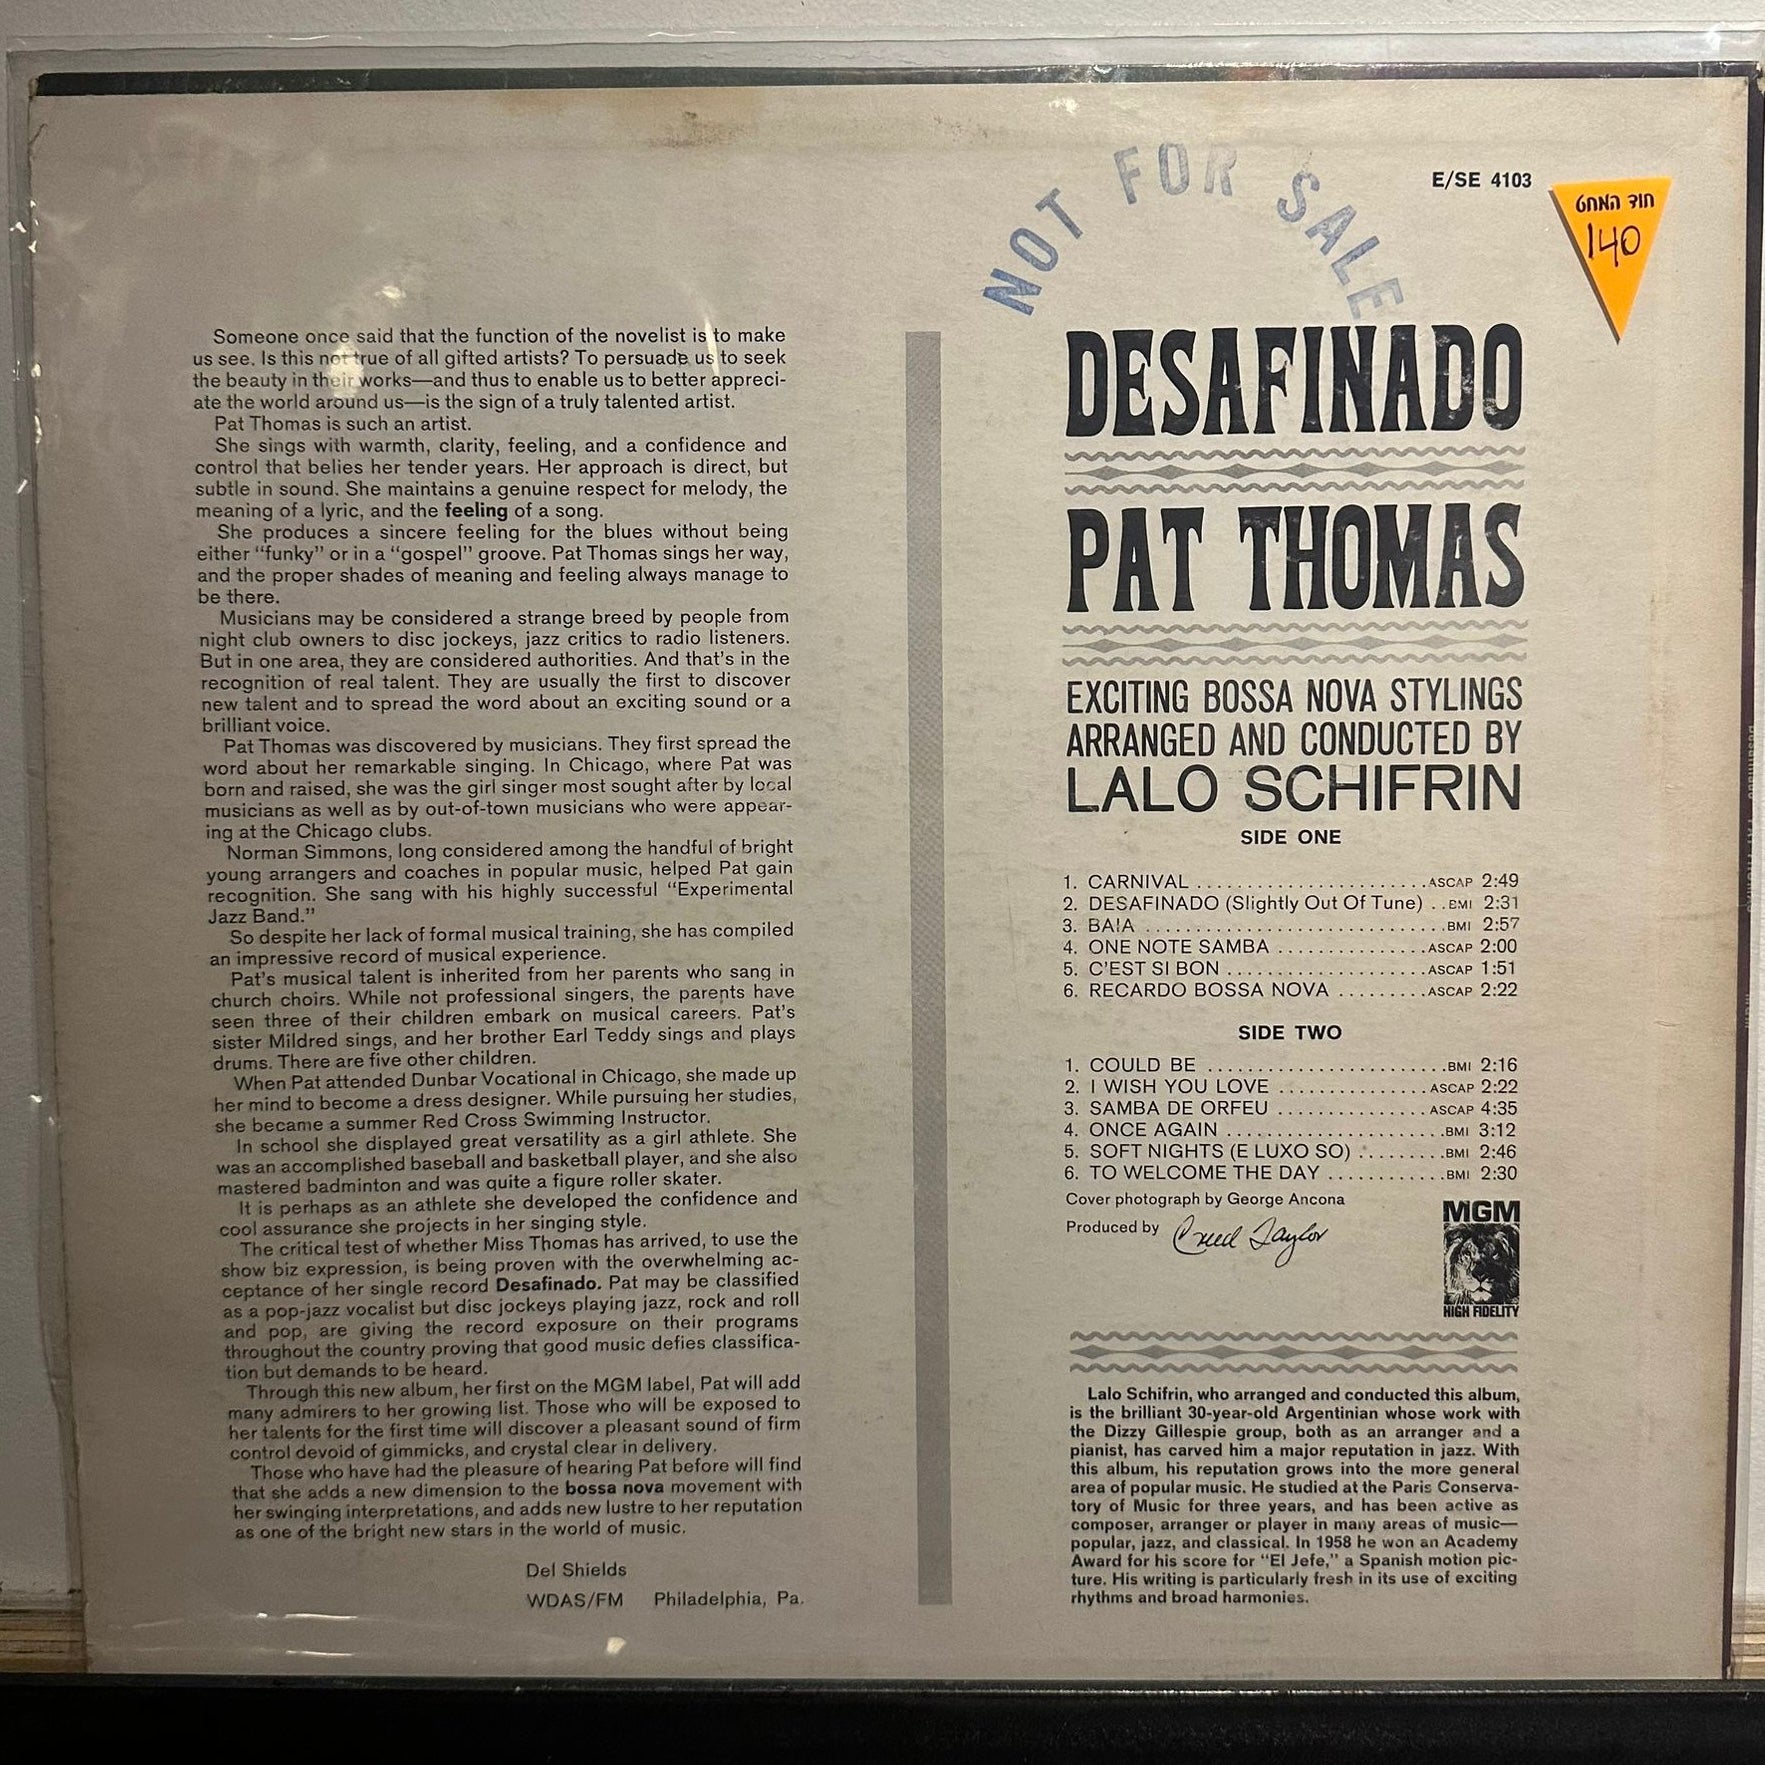 NOT FOR SALE
E/SE 4103
חוד המחט
140
Someone once said that the function of the novelist is to make
us see. Is this not true of all gifted artists? To persuade us to seek
the beauty in their works—and thus to enable us to better appreci-
ate the world around us—is the sign of a truly talented artist.
Pat Thomas is such an artist.
She sings with warmth, clarity, feeling, and a confidence and
control that belies her tender years. Her approach is direct, but
subtle in sound. She maintains a genuine respect for melody, the
meaning of a lyric, and the feeling of a song.
She produces a sincere feeling for the blues without being
either "funky" or in a "gospel" groove. Pat Thomas sings her way,
and the proper shades of meaning and feeling always manage to
be there.
Musicians may be considered a strange breed by people from
night club owners to disc jockeys, jazz critics to radio listeners.
But in one area, they are considered authorities. And that's in the
recognition of real talent. They are usually the first to discover
new talent and to spread the word about an exciting sound or a
brilliant voice.
Pat Thomas was discovered by musicians. They first spread the
word about her remarkable singing. In Chicago, where Pat was
born and raised, she was the girl singer most sought after by local
musicians as well as by out-of-town musicians who were appear-
ing at the Chicago clubs.
Norman Simmons, long considered among the handful of bright
young arrangers and coaches in popular music, helped Pat gain
recognition. She sang with his highly successful "Experimental
Jazz Band."
So despite her lack of formal musical training, she has compiled
an impressive record of musical experience.
Pat's musical talent is inherited from her parents who sang in
church choirs. While not professional singers, the parents have
seen three of their children embark on musical careers. Pat's
sister Mildred sings, and her brother Earl Teddy sings and plays
drums. There are five other children.
When Pat attended Dunbar Vocational in Chicago, she made up
her mind to become a dress designer. While pursuing her studies,
she became a summer Red Cross Swimming Instructor.
In school she displayed great versatility as a girl athlete. She
was an accomplished baseball and basketball player, and she also
mastered badminton and was quite a figure roller skater.
It is perhaps as an athlete she developed the confidence and
cool assurance she projects in her singing style.
The critical test of whether Miss Thomas has arrived, to use the
show biz expression, is being proven with the overwhelming ac-
ceptance of her single record Desafinado. Pat may be classified
as a pop-jazz vocalist but disc jockeys playing jazz, rock and roll
and pop, are giving the record exposure on their programs
throughout the country proving that good music defies classifica-
tion but demands to be heard.
Through this new album, her first on the MGM label, Pat will add
many admirers to her growing list. Those who will be exposed to
her talents for the first time will discover a pleasant sound of firm
control devoid of gimmicks, and crystal clear in delivery.
Those who have had the pleasure of hearing Pat before will find
that she adds a new dimension to the bossa nova movement with
her swinging interpretations, and adds new lustre to her reputation
as one of the bright new stars in the world of music.
Del Shields
WDAS/FM Philadelphia, Pa.
DESAFINADO
PAT THOMAS
EXCITING BOSSA NOVA STYLINGS
ARRANGED AND CONDUCTED BY
LALO SCHIFRIN
SIDE ONE
1. CARNIVAL ....................... ASCAP 2:49
2. DESAFINADO (Slightly Out Of Tune) .. BMI 2:31
3. BAIA .............................. BMI 2:57
4. ONE NOTE SAMBA ............... ASCAP 2:00
5. C'EST SI BON .................... ASCAP 1:51
6. RECARDO BOSSA NOVA ......... ASCAP 2:22
SIDE TWO
1. COULD BE ........................ BMI 2:16
2. I WISH YOU LOVE ............... ASCAP 2:22
3. SAMBA DE ORFEU ............... ASCAP 4:35
4. ONCE AGAIN ...................... BMI 3:12
5. SOFT NIGHTS (E LUXO SO) ......... BMI 2:46
6. TO WELCOME THE DAY ............ BMI 2:30
Cover photograph by George Ancona
Produced by Creed Taylor
MGM
HIGH FIDELITY
Lalo Schifrin, who arranged and conducted this album,
is the brilliant 30-year-old Argentinian whose work with
the Dizzy Gillespie group, both as an arranger and a
pianist, has carved him a major reputation in jazz. With
this album, his reputation grows into the more general
area of popular music. He studied at the Paris Conserva-
tory of Music for three years, and has been active as
composer, arranger or player in many areas of music—
popular, jazz, and classical. In 1958 he won an Academy
Award for his score for "El Jefe," a Spanish motion pic-
ture. His writing is particularly fresh in its use of exciting
rhythms and broad harmonies.